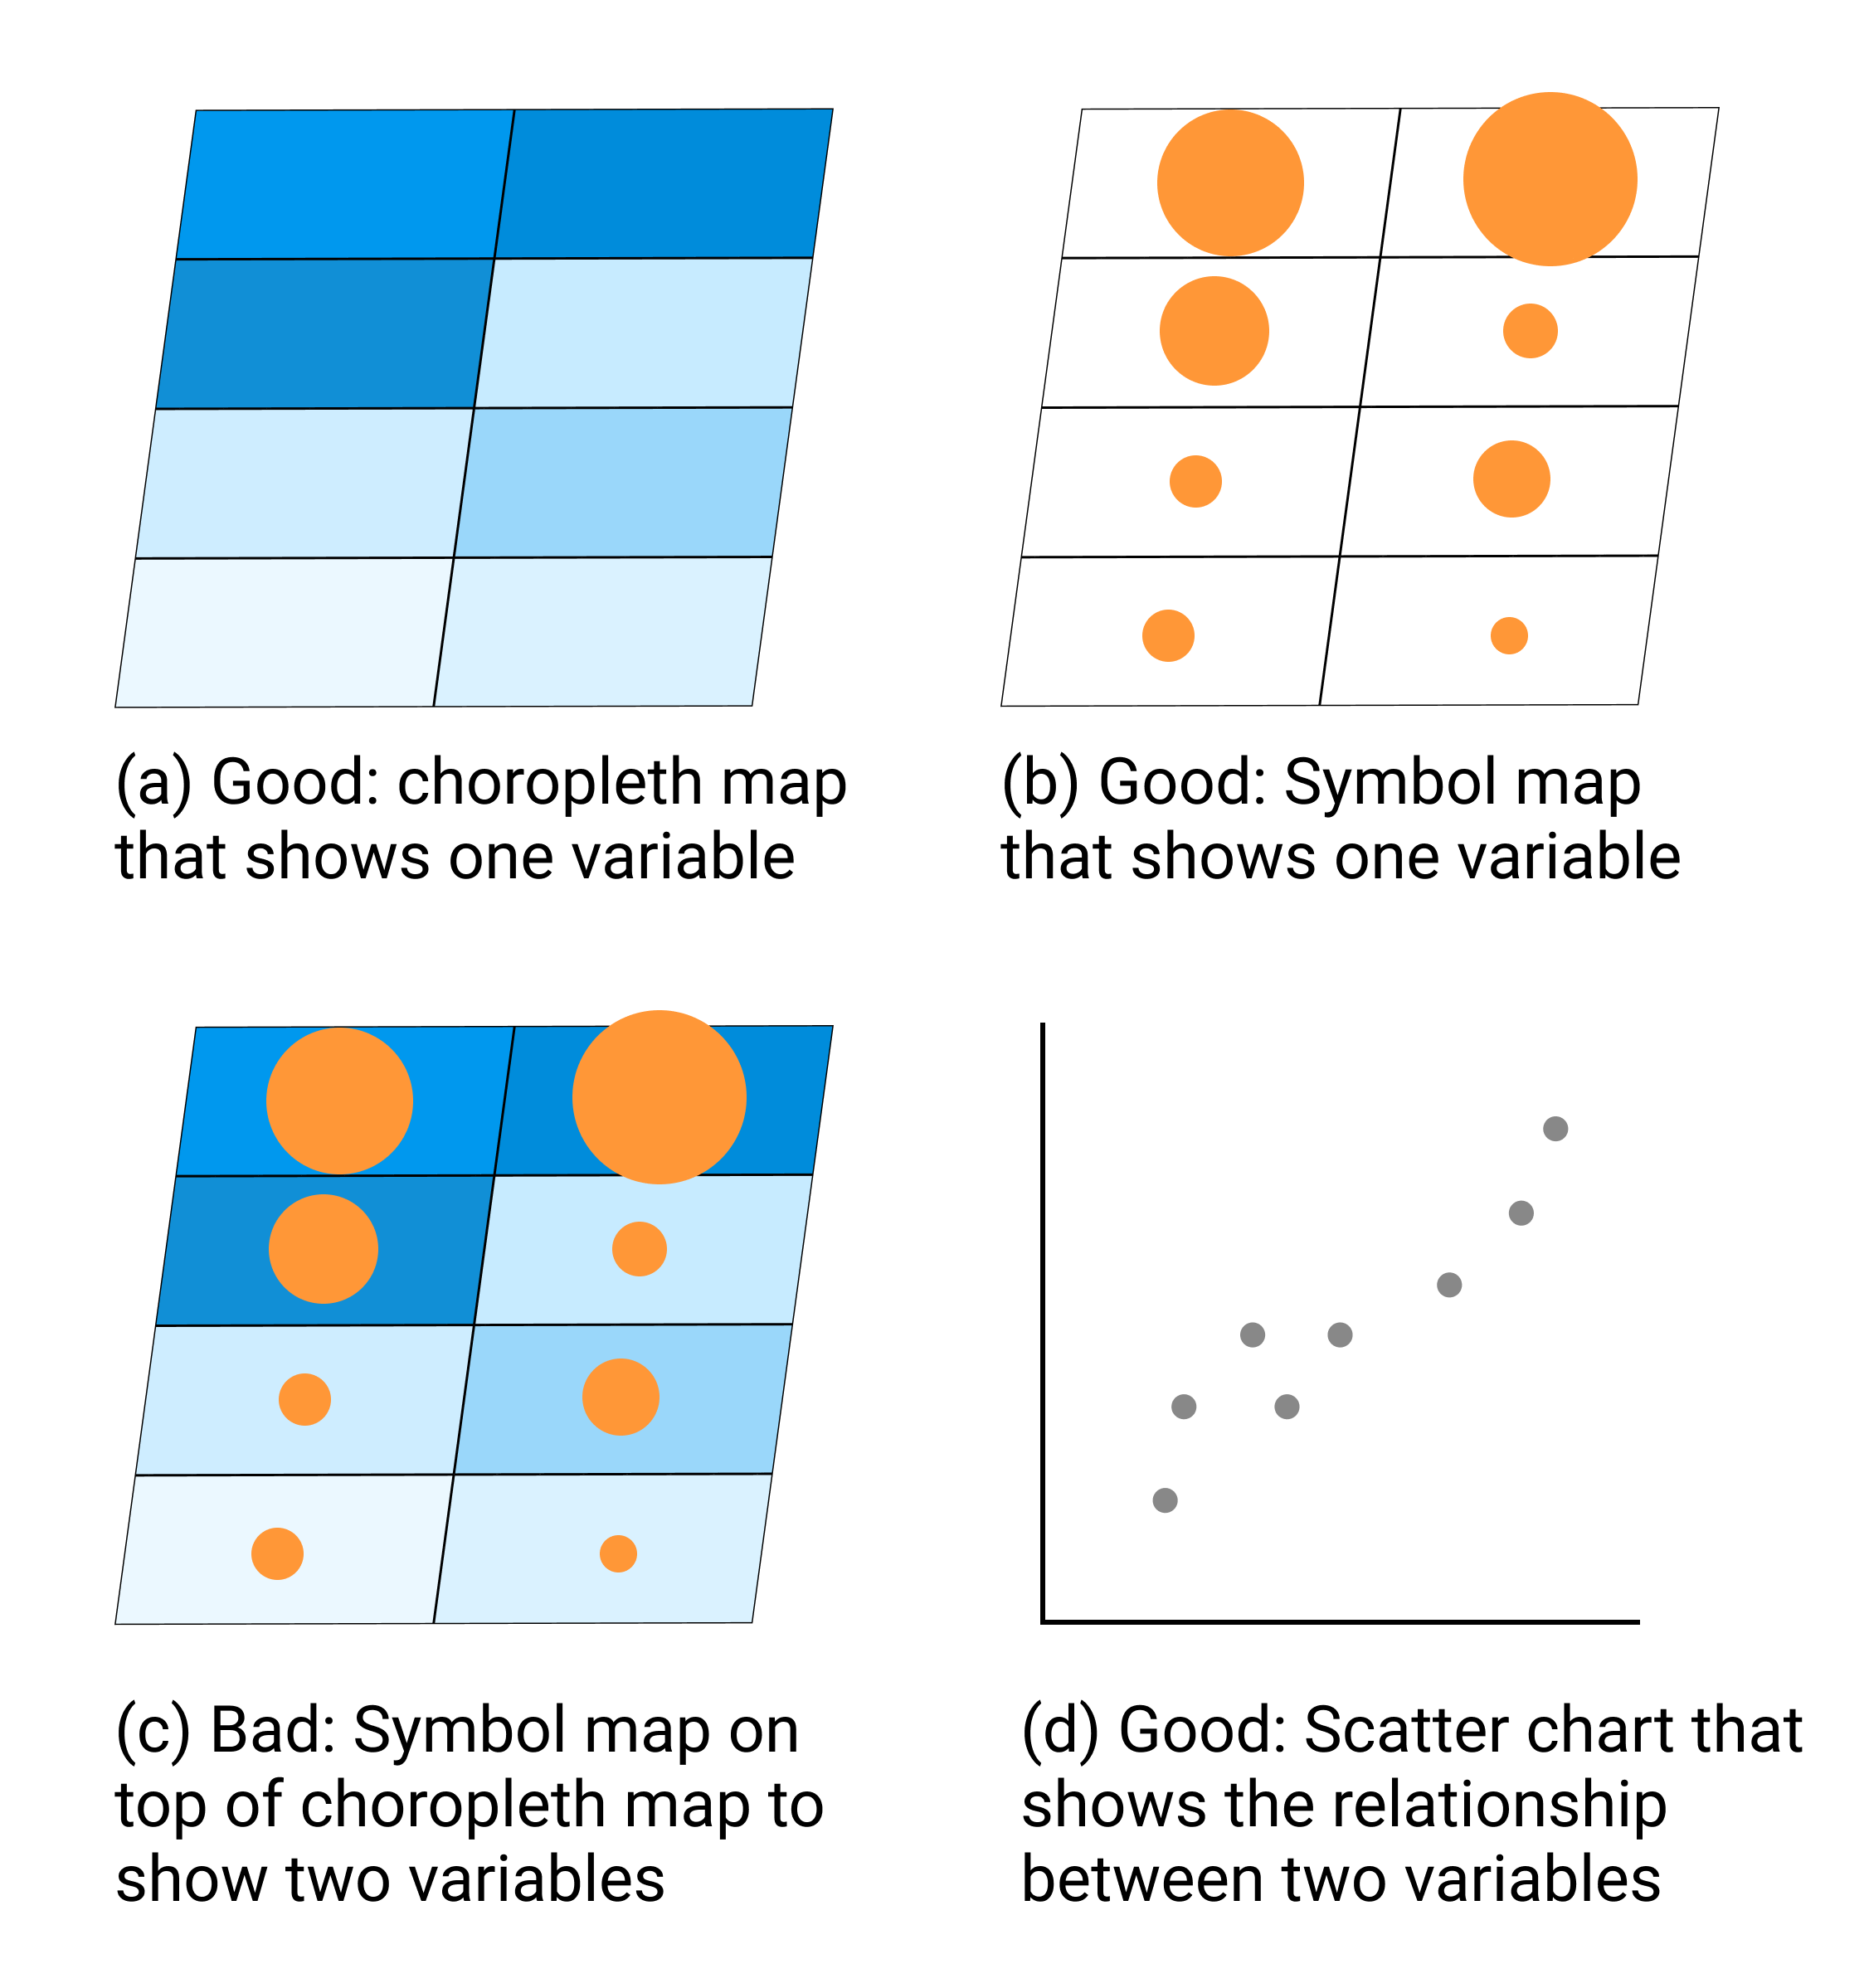 (a) Good: choropleth map
that shows one variable
(b) Good: Symbol map
that shows one variable
(c) Bad: Symbol map on
top of choropleth map to
show two variables
(d) Good: Scatter chart that
shows the relationship
between two variables